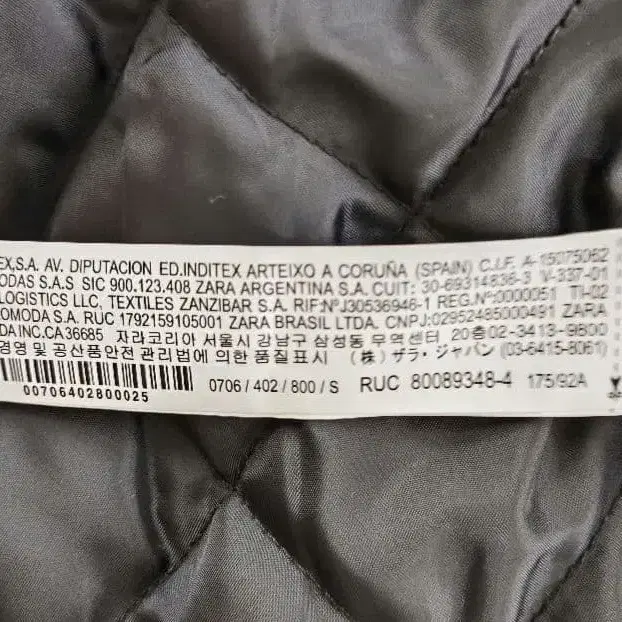 EX,S.A. AV. DIPUTACION ED.INDITEX ARTEIXO A CORUÑA (SPAIN) C.I.F. A-15075062
ODAS S.A.S SIC 900.123.408 ZARA ARGENTINA S.A. CUIT: 30-69314836-3 V-337-01
LOGISTICS LLC, TEXTILES ZANZIBAR S.A. RIF:NºJ30536946-1 REG.Nº:0000051 TI-02
OMODA S.A. RUC 1792159105001 ZARA BRASIL LTDA. CNPJ:02952485000491 ZARA
DA INC.CA36685 자라코리아 서울시 강남구 삼성동 무역센터 20층 02-3413-9800
영영 및 공산품안전 관리법에 의한 품질표시 (株) ザラ・ジャパン (03-6415-8061)
0706 / 402 / 800 / S RUC 80089348-4 175/92A
00706402800025